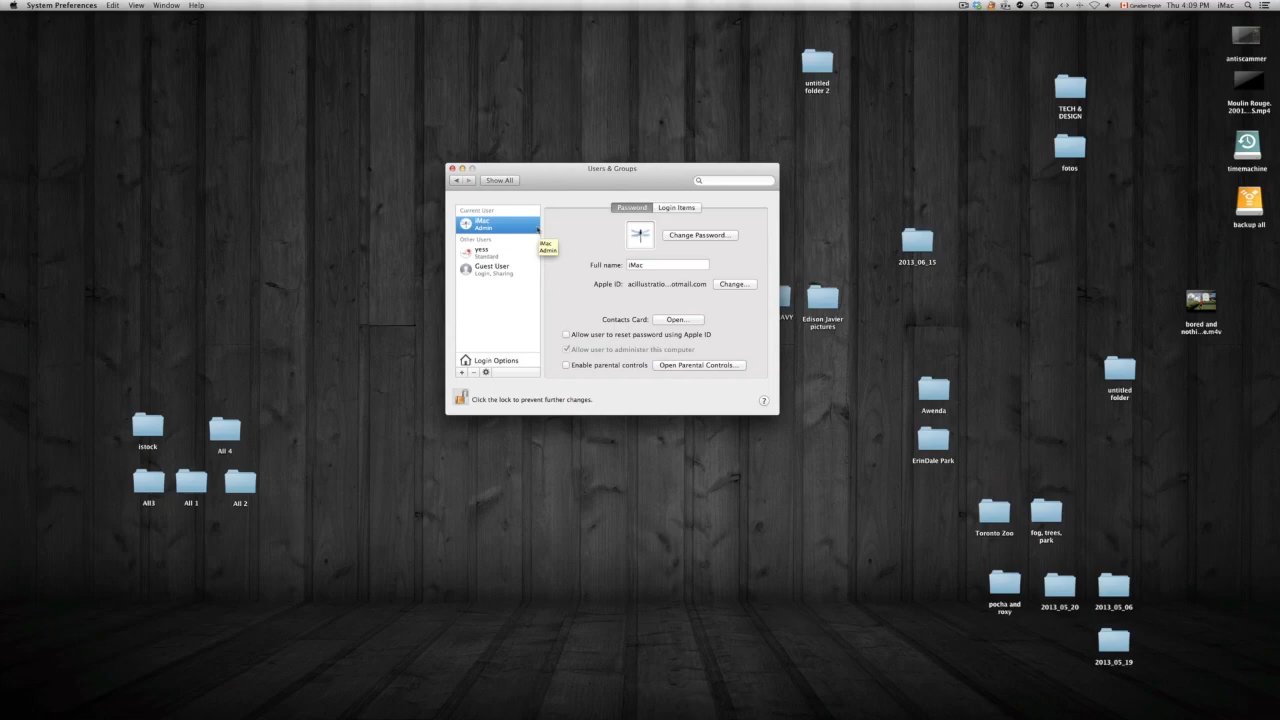 System Preferences Edit View Window Help
Canadian English Thu 4:09 PM iMac
antiscammer
untitled
folder 2
TECH &
DESIGN
Moulin Rouge.
2001....S.mp4
fotos
timemachine
Users & Groups
Show All
Current User
iMac
Admin
Other Users
yess
Standard
Guest User
Login, Sharing
Login Options
iMac
Admin
Password Login Items
Change Password...
Full name: iMac
Apple ID: acillustratio...otmail.com Change...
Contacts Card: Open...
Allow user to reset password using Apple ID
Allow user to administer this computer
Enable parental controls Open Parental Controls...
Click the lock to prevent further changes.
?
backup all
2013_06_15
AVY
Edison Javier
pictures
bored and
nothi...e.m4v
untitled
folder
Awenda
istock
All 4
ErinDale Park
All3
All 1
All 2
Toronto Zoo
fog, trees,
park
pocha and
roxy
2013_05_20
2013_05_06
2013_05_19